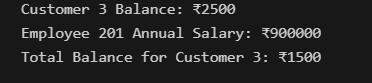 Customer 3 Balance: ₹2500
Employee 201 Annual Salary: ₹900000
Total Balance for Customer 3: ₹1500